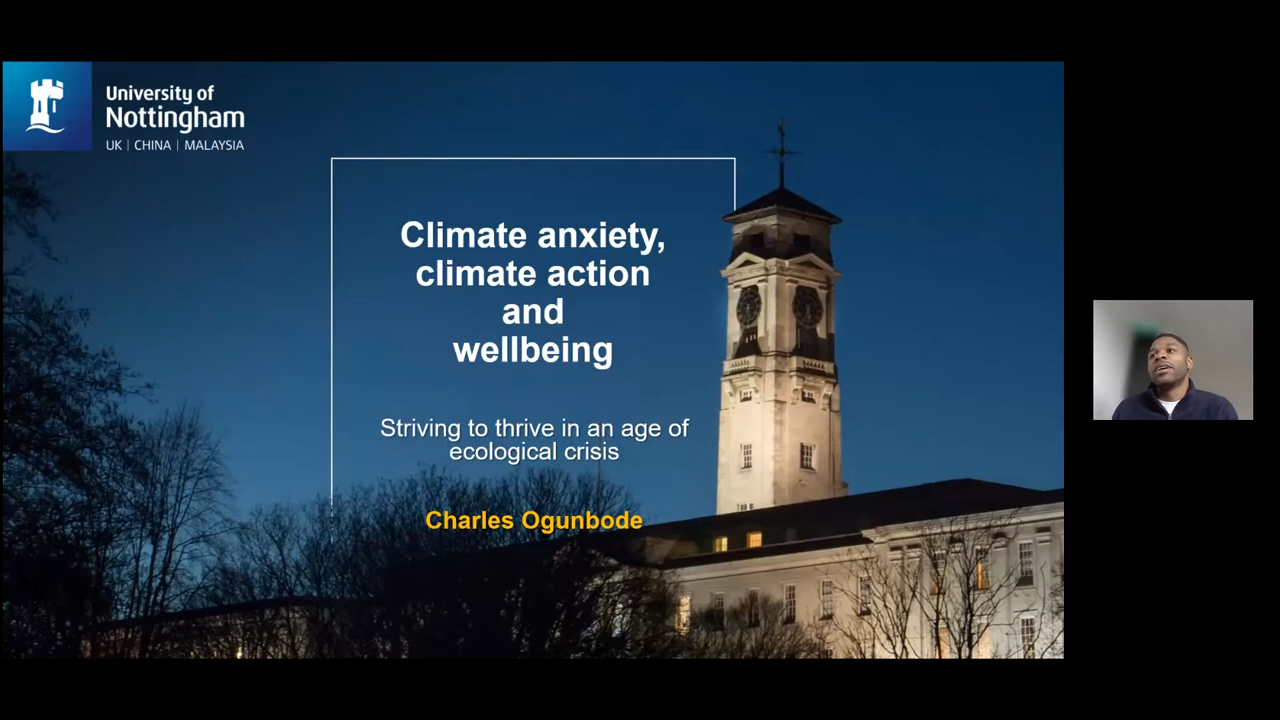 University of
Nottingham
UK | CHINA | MALAYSIA
Climate anxiety,
climate action
and
wellbeing
Striving to thrive in an age of
ecological crisis
Charles Ogunbode